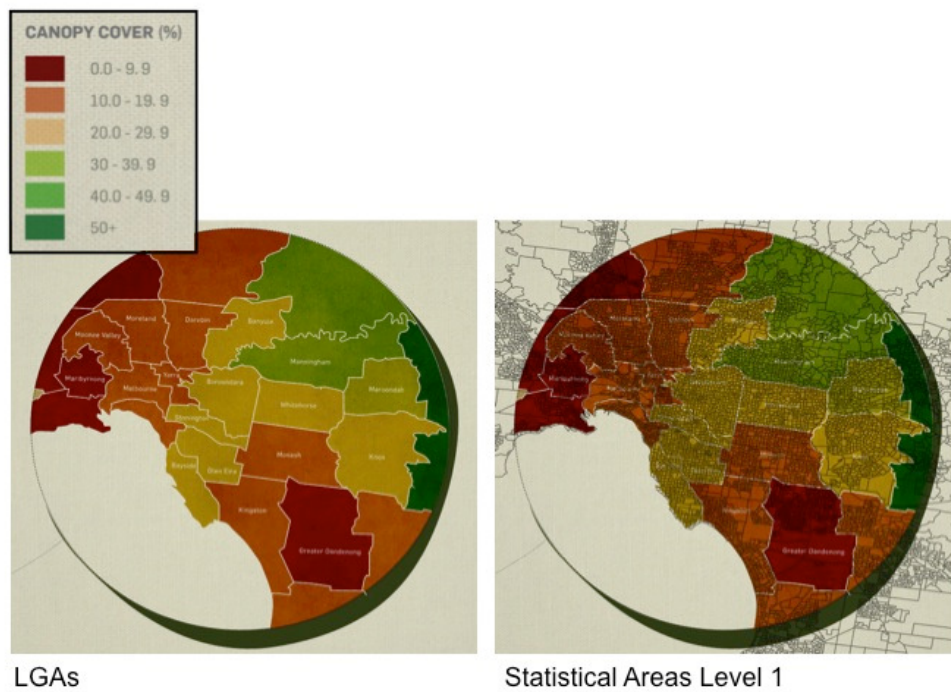 CANOPY COVER (%)
0.0 - 9.9
10.0 - 19.9
20.0 - 29.9
30 - 39.9
40.0 - 49.9
50+
Moreland
Darebin
Banyule
Moonee Valley
Manningham
Maribyrnong
Melbourne
Boroondara
Maroondah
Whitehorse
Stonnington
Monash
Knox
Bayside
Glen Eira
Kingston
Greater Dandenong
Greater Dandenong
LGAs
Statistical Areas Level 1